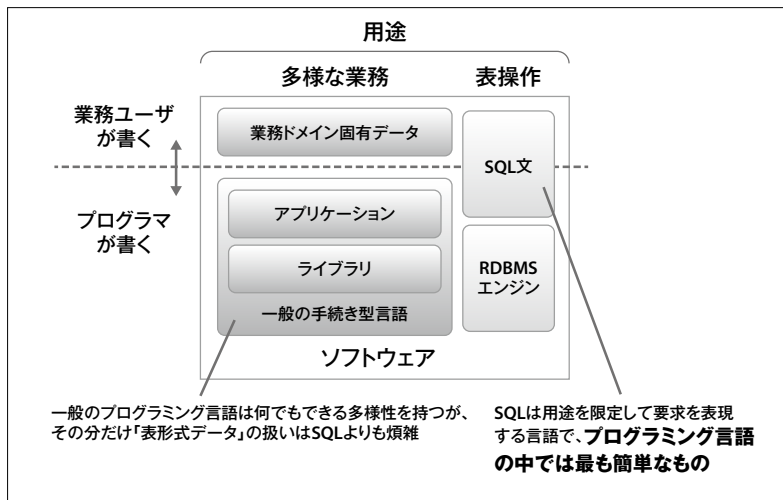 用途
多様な業務
表操作
業務ユーザ
が書く
業務ドメイン固有データ
SQL文
プログラマ
が書く
アプリケーション
ライブラリ
一般の手続き型言語
RDBMS
エンジン
ソフトウェア
一般のプログラミング言語は何でもできる多様性を持つが、
その分だけ「表形式データ」の扱いはSQLよりも煩雑
SQLは用途を限定して要求を表現
する言語で、プログラミング言語
の中では最も簡単なもの